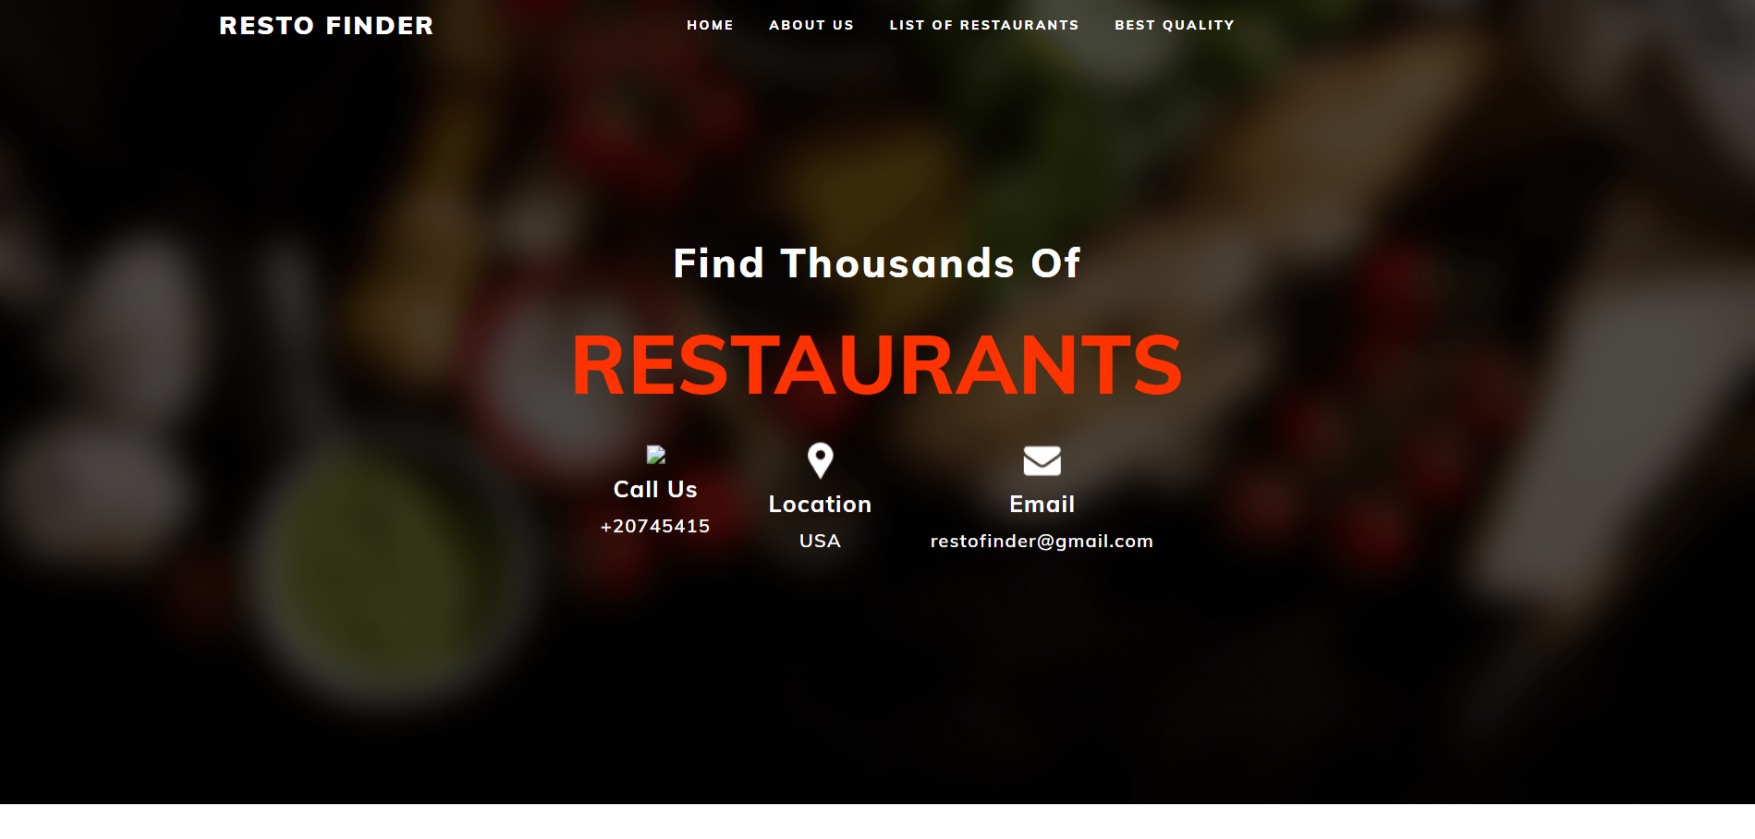 RESTO FINDER
HOME ABOUT US LIST OF RESTAURANTS BEST QUALITY
Find Thousands Of
RESTAURANTS
Call Us
+20745415
Location
USA
Email
restofinder@gmail.com